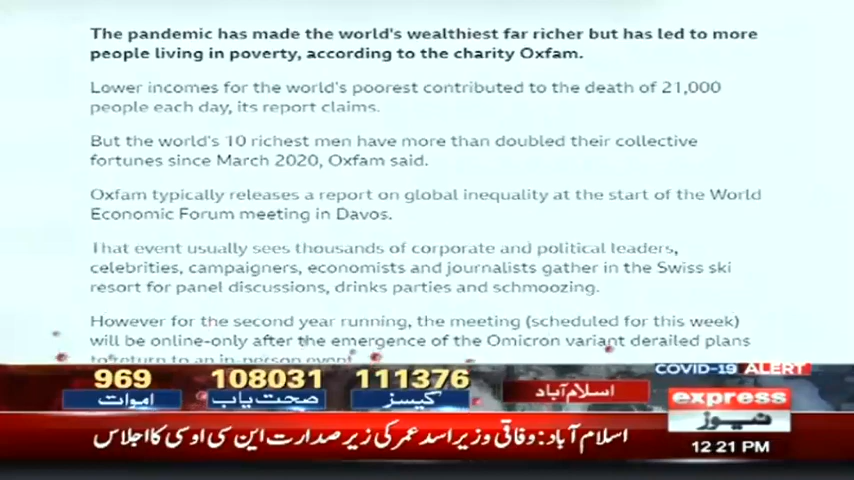 The pandemic has made the world's wealthiest far richer but has led to more
people living in poverty, according to the charity Oxfam.
Lower incomes for the world's poorest contributed to the death of 21,000
people each day, its report claims.
But the world's 10 richest men have more than doubled their collective
fortunes since March 2020, Oxfam said.
Oxfam typically releases a report on global inequality at the start of the World
Economic Forum meeting in Davos.
That event usually sees thousands of corporate and political leaders,
celebrities, campaigners, economists and journalists gather in the Swiss ski
resort for panel discussions, drinks parties and schmoozing.
However for the second year running, the meeting (scheduled for this week)
will be online-only after the emergence of the Omicron variant derailed plans
to return to an in-person event
COVID-19 ALERT
969 108031 111376
اموات صحت یاب کیسز
اسلام آباد
express
نیوز
اسلام آباد: وفاقی وزیر اسد عمر کی زیر صدارت این سی او سی کا اجلاس
12:21 PM